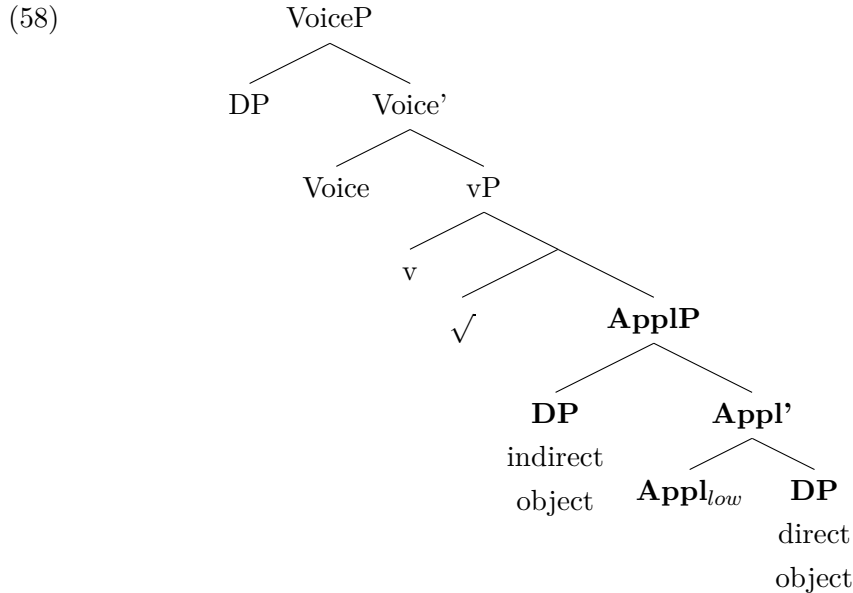 (58) VoiceP
DP Voice'
Voice vP
v
√ ApplP
DP Appl'
indirect
object Appl_low DP
direct
object